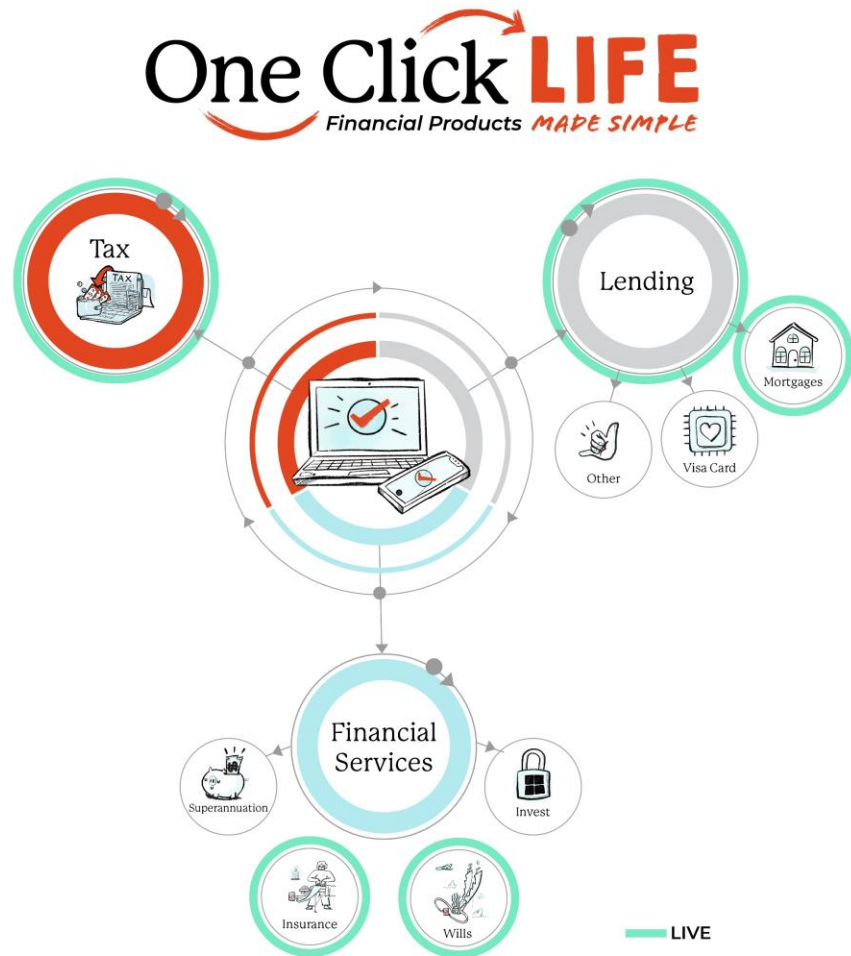 One Click LIFE
Financial Products MADE SIMPLE
Tax
TAX
Lending
Mortgages
Other
Visa Card
Financial
Services
Superannuation
Invest
Insurance
Wills
LIVE